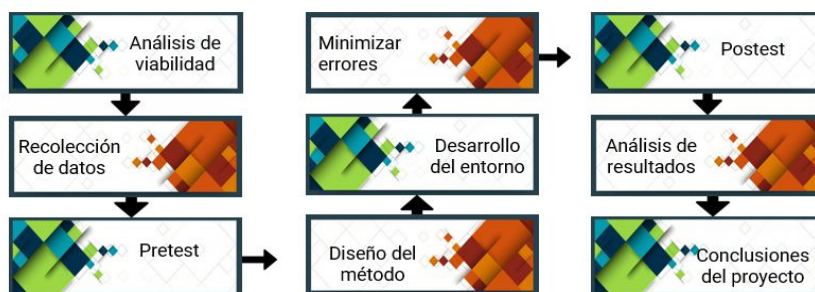 Análisis de
viabilidad
Recolección
de datos
Pretest
Diseño del
método
Desarrollo
del entorno
Minimizar
errores
Postest
Análisis de
resultados
Conclusiones
del proyecto